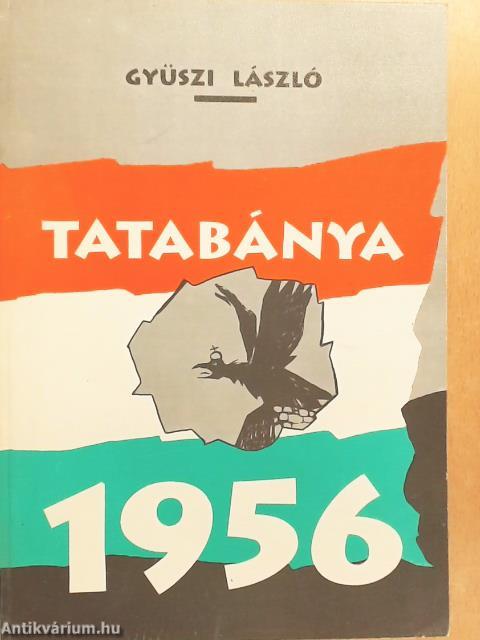 GYÜSZI LÁSZLÓ
TATABÁNYA
1956
Antikvárium.hu